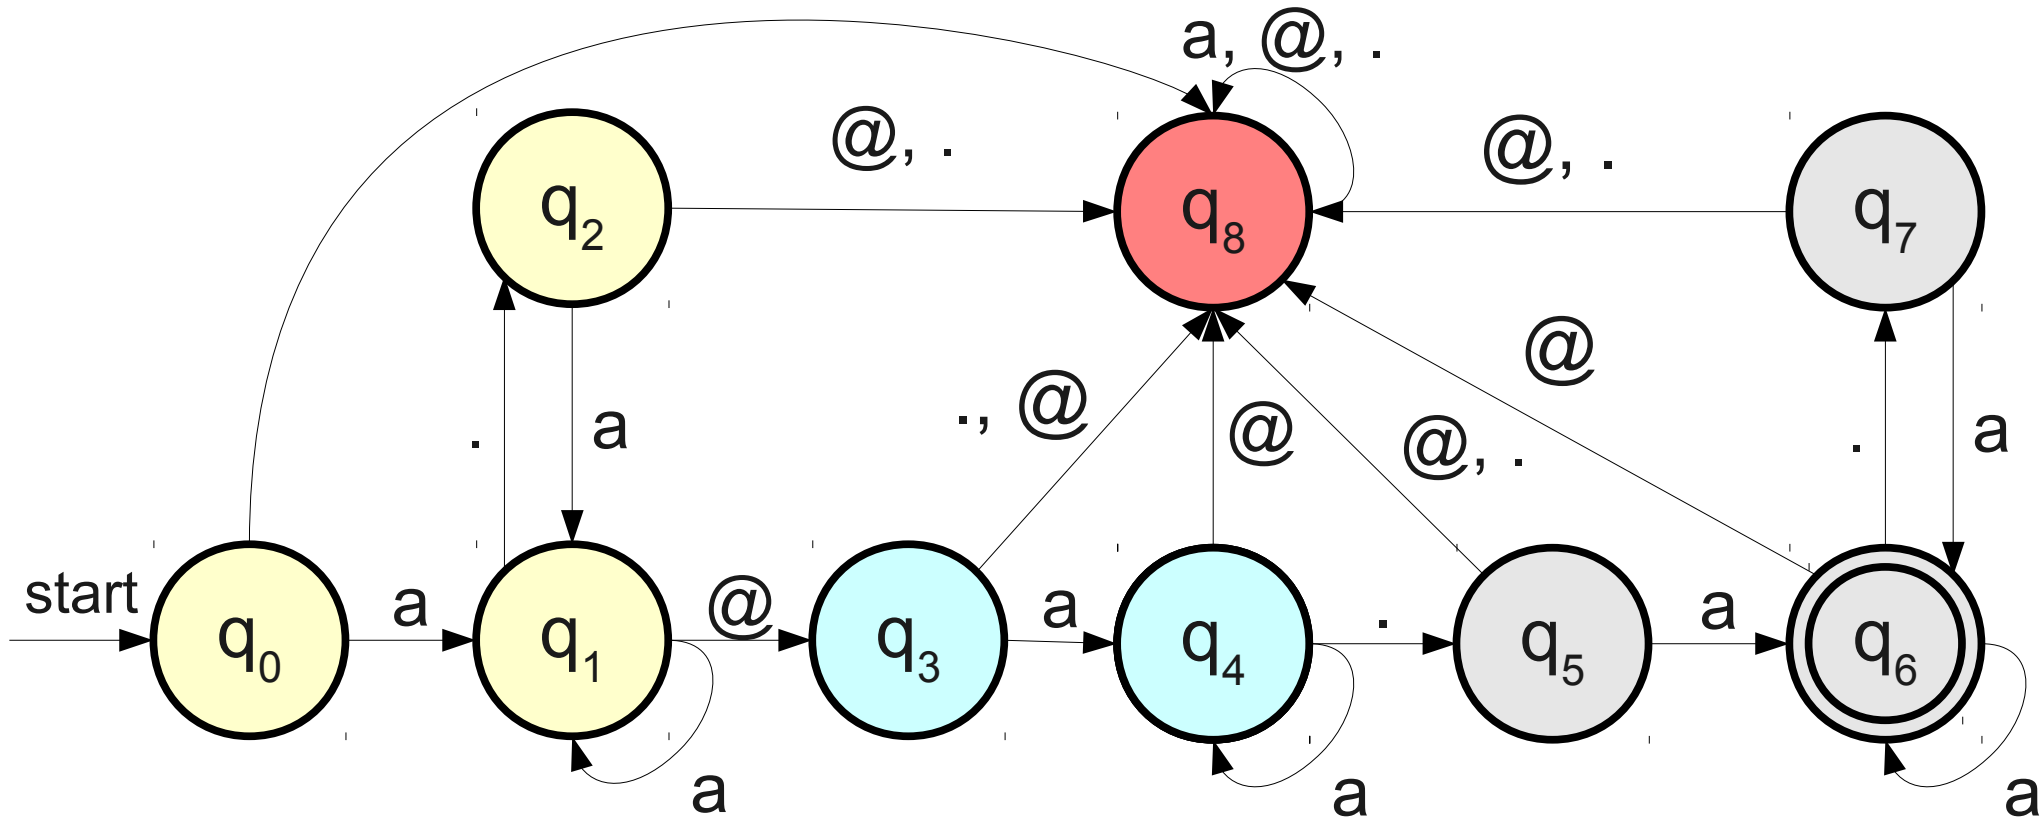 a, @, .
@, .
@, .
q2
q8
q7
@
., @
@
@, .
.
a
.
a
start
a
@
a
.
a
q0
q1
q3
q4
q5
q6
a
a
a